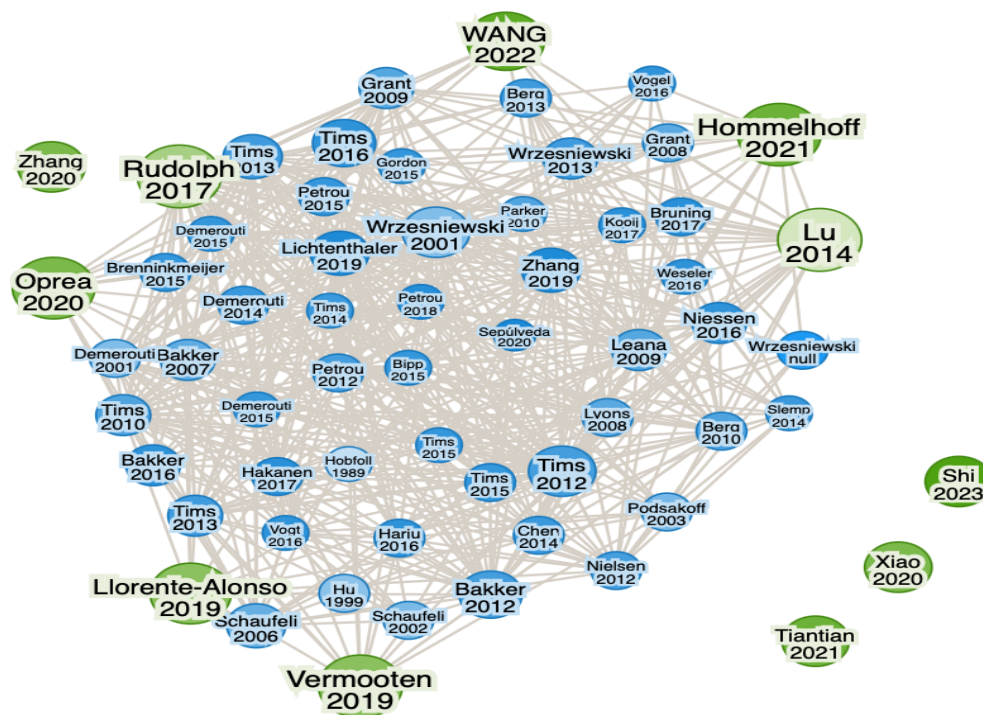 WANG
2022
Grant
2009
Berg
2013
Vogel
2016
Hommelhoff
2021
Zhang
2020
Rudolph
2017
Tims
2013
Tims
2016
Gordon
2015
Wrzesniewski
2013
Grant
2008
Petrou
2015
Wrzesniewski
2001
Parker
2010
Kooij
2017
Bruning
2017
Lu
2014
Demerouti
2015
Lichtenthaler
2019
Oprea
2020
Brenninkmeijer
2015
Zhang
2019
Weseler
2016
Demerouti
2014
Tims
2014
Petrou
2018
Sepúlveda
2020
Niessen
2016
Demerouti
2001
Bakker
2007
Petrou
2012
Bipp
2015
Leana
2009
Wrzesniewski
null
Tims
2010
Demerouti
2015
Lyons
2008
Berg
2010
Slemp
2014
Bakker
2016
Hakanen
2017
Hobfoll
1989
Tims
2015
Tims
2015
Tims
2012
Shi
2023
Tims
2013
Vogt
2016
Hariu
2016
Chen
2014
Podsakoff
2003
Xiao
2020
Llorente-Alonso
2019
Schaufeli
2006
Hu
1999
Schaufeli
2002
Bakker
2012
Nielsen
2012
Tiantian
2021
Vermooten
2019